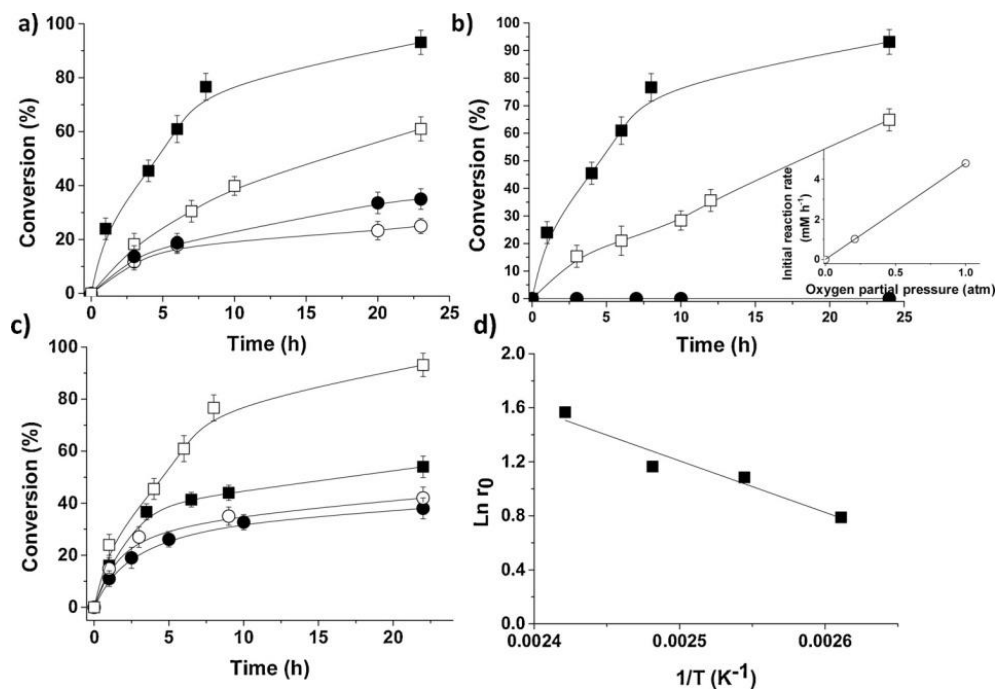 a)
100
80
60
40
20
0
Conversion (%)
0 5 10 15 20 25
Time (h)
b)
100
90
80
70
60
50
40
30
20
10
0
Conversion (%)
0 5 10 15 20 25
Time (h)
Initial reaction rate
(mM h-1)
4
2
0
0.0 0.5 1.0
Oxygen partial pressure (atm)
c)
100
80
60
40
20
0
Conversion (%)
0 5 10 15 20
Time (h)
d)
2.0
1.6
1.2
0.8
0.4
0.0
Ln r0
0.0024 0.0025 0.0026
1/T (K-1)